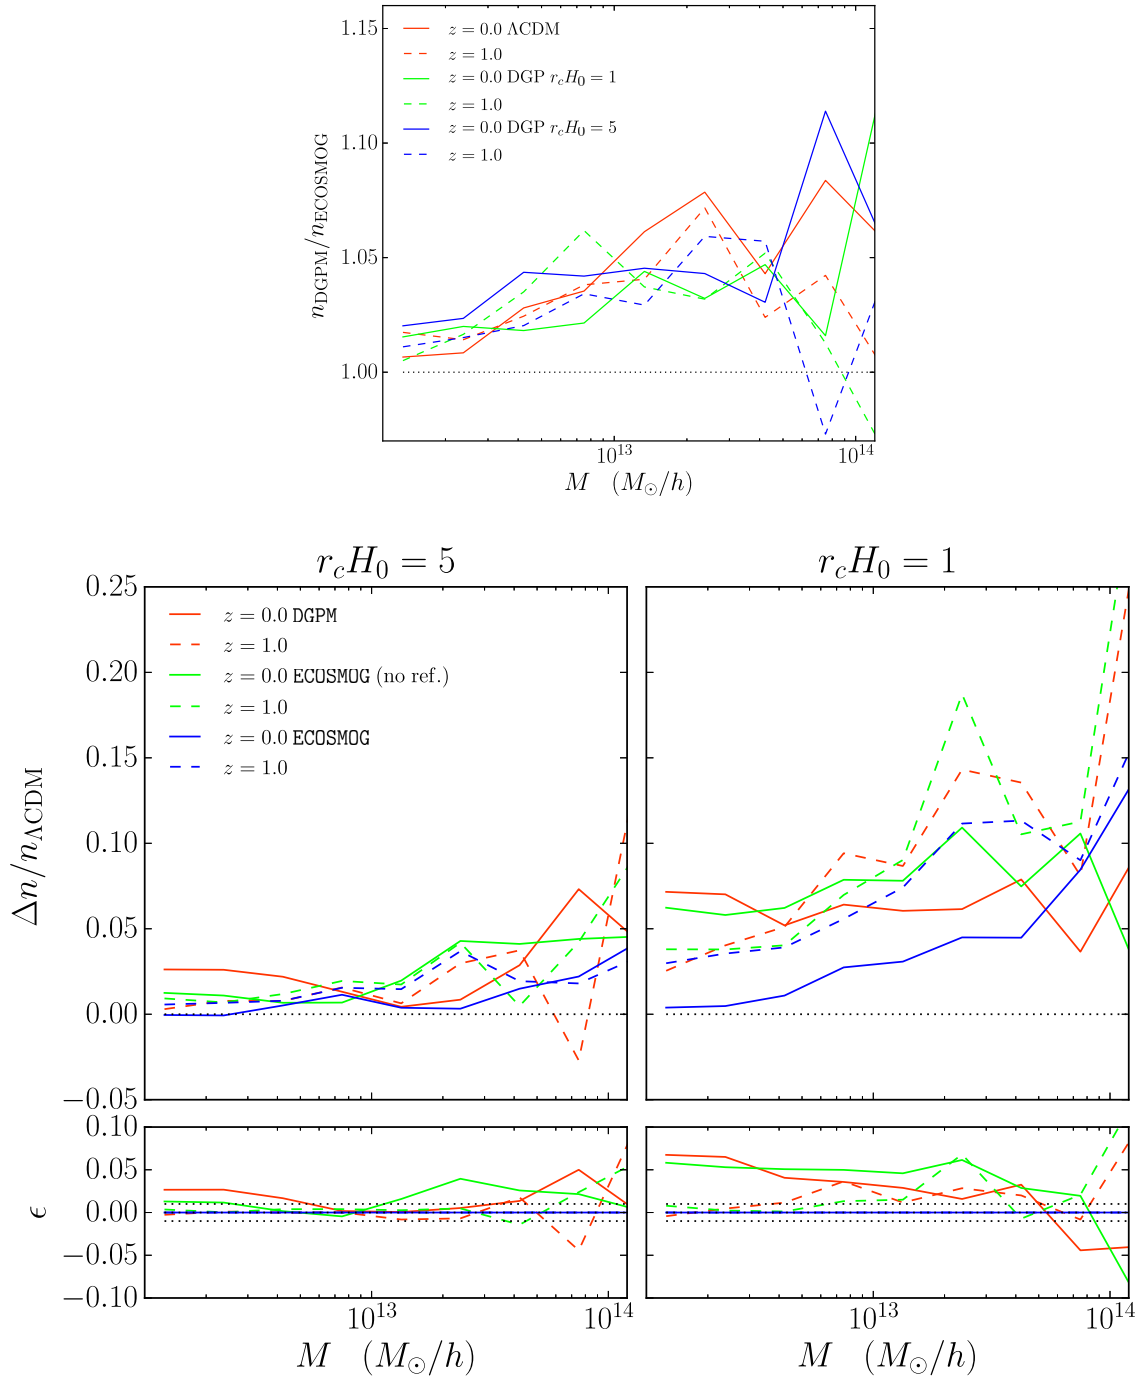 1.15
1.10
1.05
1.00
n_DGPM/n_ECOSMOG
z = 0.0 ΛCDM
z = 1.0
z = 0.0 DGP r_cH_0 = 1
z = 1.0
z = 0.0 DGP r_cH_0 = 5
z = 1.0
10^13 10^14
M (M_⊙/h)
r_cH_0 = 5 r_cH_0 = 1
0.25
0.20
0.15
0.10
0.05
0.00
−0.05
Δn/n_ΛCDM
z = 0.0 DGPM
z = 1.0
z = 0.0 ECOSMOG (no ref.)
z = 1.0
z = 0.0 ECOSMOG
z = 1.0
0.10
0.05
0.00
−0.05
−0.10
ϵ
10^13 10^14 10^13 10^14
M (M_⊙/h) M (M_⊙/h)